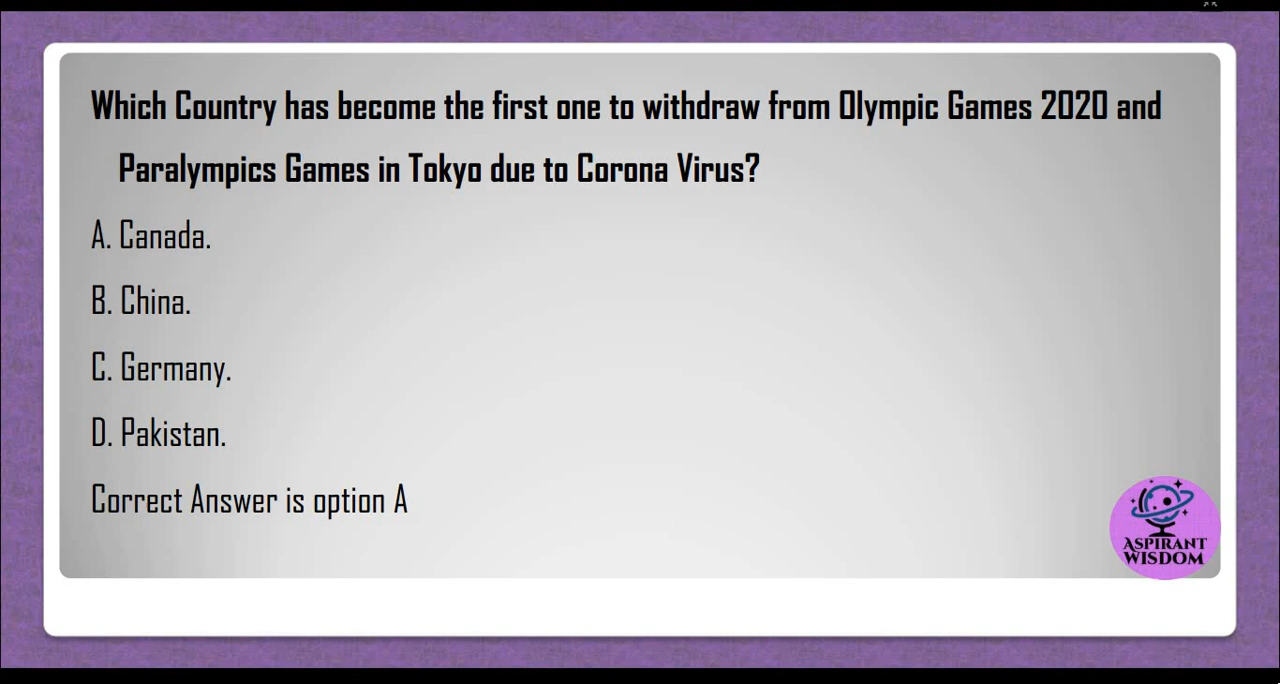 Which Country has become the first one to withdraw from Olympic Games 2020 and
Paralympics Games in Tokyo due to Corona Virus?
A. Canada.
B. China.
C. Germany.
D. Pakistan.
Correct Answer is option A
ASPIRANT
WISDOM